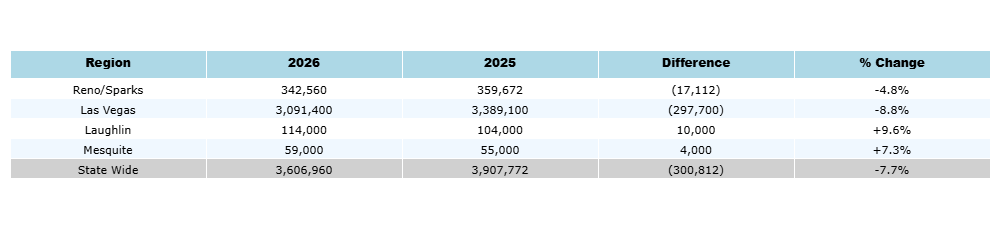 Region 2026 2025 Difference % Change
Reno/Sparks 342,560 359,672 (17,112) -4.8%
Las Vegas 3,091,400 3,389,100 (297,700) -8.8%
Laughlin 114,000 104,000 10,000 +9.6%
Mesquite 59,000 55,000 4,000 +7.3%
State Wide 3,606,960 3,907,772 (300,812) -7.7%